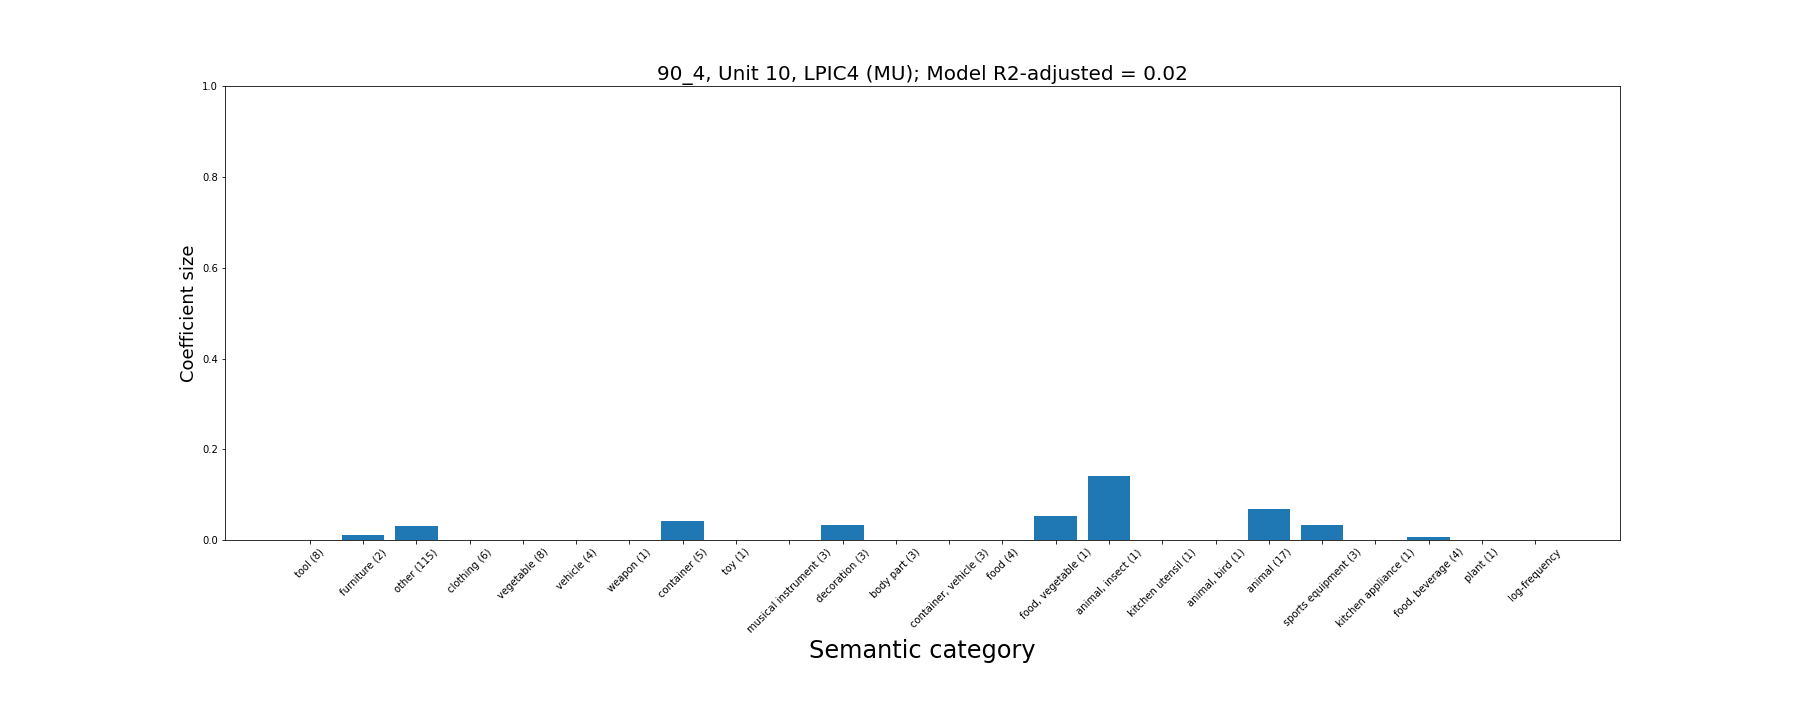 90_4, Unit 10, LPIC4 (MU); Model R2-adjusted = 0.02
1.0
0.8
0.6
0.4
0.2
0.0
Coefficient size
tool (8)
furniture (2)
other (115)
clothing (6)
vegetable (8)
vehicle (4)
weapon (1)
container (5)
toy (1)
musical instrument (3)
decoration (3)
body part (3)
container, vehicle (3)
food (4)
food, vegetable (1)
animal, insect (1)
kitchen utensil (1)
animal, bird (1)
animal (17)
sports equipment (3)
kitchen appliance (1)
food, beverage (4)
plant (1)
log-frequency
Semantic category